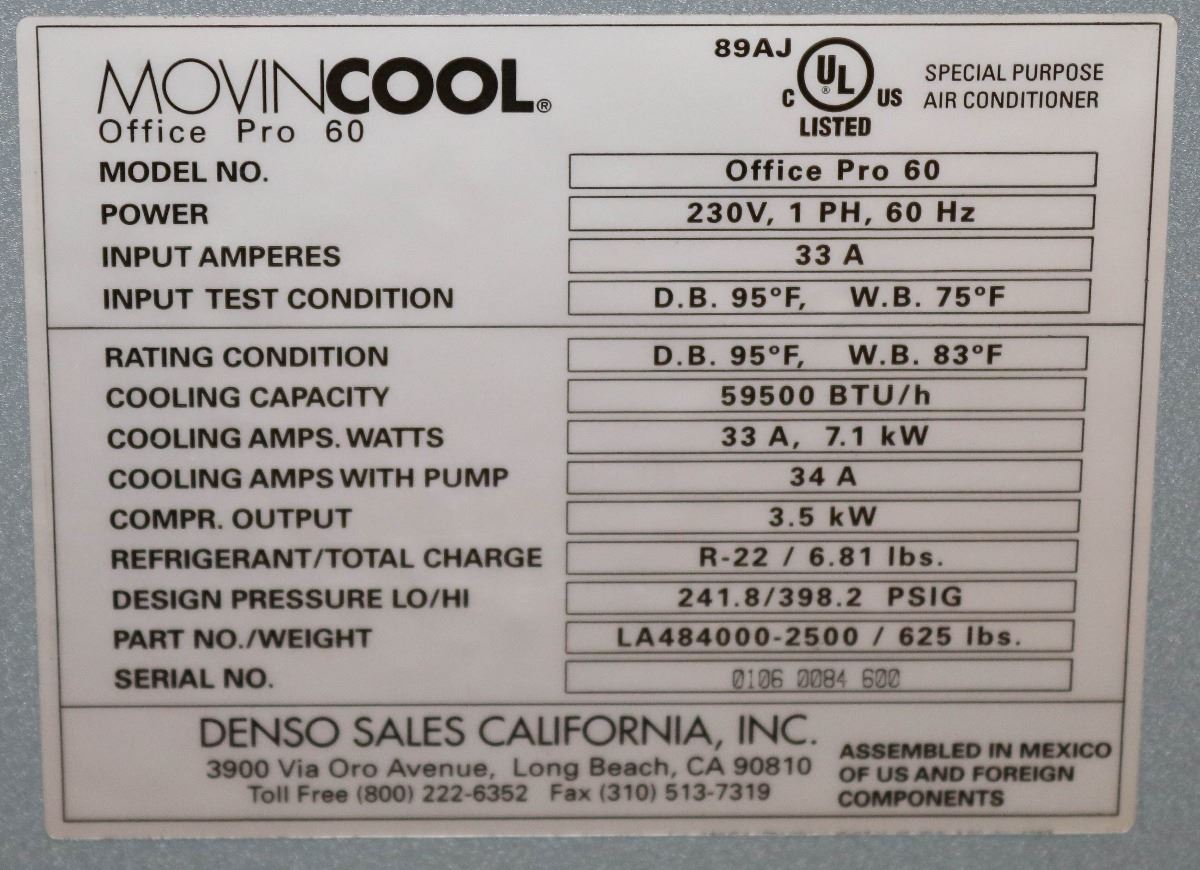 MOVINCOOL®
Office Pro 60
89AJ
C UL® US
LISTED
SPECIAL PURPOSE
AIR CONDITIONER
MODEL NO. Office Pro 60
POWER 230V, 1 PH, 60 Hz
INPUT AMPERES 33 A
INPUT TEST CONDITION D.B. 95ºF, W.B. 75ºF
RATING CONDITION D.B. 95ºF, W.B. 83ºF
COOLING CAPACITY 59500 BTU/h
COOLING AMPS. WATTS 33 A, 7.1 kW
COOLING AMPS WITH PUMP 34 A
COMPR. OUTPUT 3.5 kW
REFRIGERANT/TOTAL CHARGE R-22 / 6.81 lbs.
DESIGN PRESSURE LO/HI 241.8/398.2 PSIG
PART NO./WEIGHT LA484000-2500 / 625 lbs.
SERIAL NO. 0106 0084 600
DENSO SALES CALIFORNIA, INC.
3900 Via Oro Avenue, Long Beach, CA 90810
Toll Free (800) 222-6352 Fax (310) 513-7319
ASSEMBLED IN MEXICO
OF US AND FOREIGN
COMPONENTS